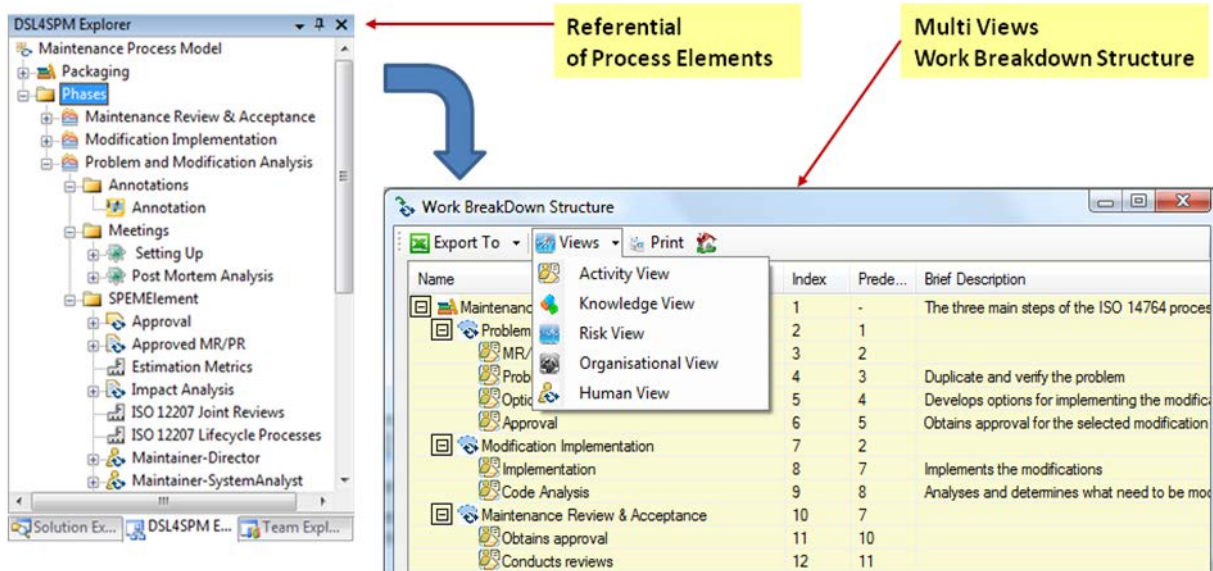 DSL4SPM Explorer
Maintenance Process Model
Packaging
Phases
Maintenance Review & Acceptance
Modification Implementation
Problem and Modification Analysis
Annotations
Annotation
Meetings
Setting Up
Post Mortem Analysis
SPEMElement
Approval
Approved MR/PR
Estimation Metrics
Impact Analysis
ISO 12207 Joint Reviews
ISO 12207 Lifecycle Processes
Maintainer-Director
Maintainer-SystemAnalyst
Solution Ex... DSL4SPM E... Team Expl...
Referential
of Process Elements
Multi Views
Work Breakdown Structure
Work BreakDown Structure
Export To Views Print
Activity View
Knowledge View
Risk View
Organisational View
Human View
Name Index Prede... Brief Description
Maintenanc 1 - The three main steps of the ISO 14764 proces
Problem 2 1
MR/ 3 2
Prob 4 3 Duplicate and verify the problem
Optio 5 4 Develops options for implementing the modific
Approval 6 5 Obtains approval for the selected modification
Modification Implementation 7 2
Implementation 8 7 Implements the modifications
Code Analysis 9 8 Analyses and determines what need to be mod
Maintenance Review & Acceptance 10 7
Obtains approval 11 10
Conducts reviews 12 11